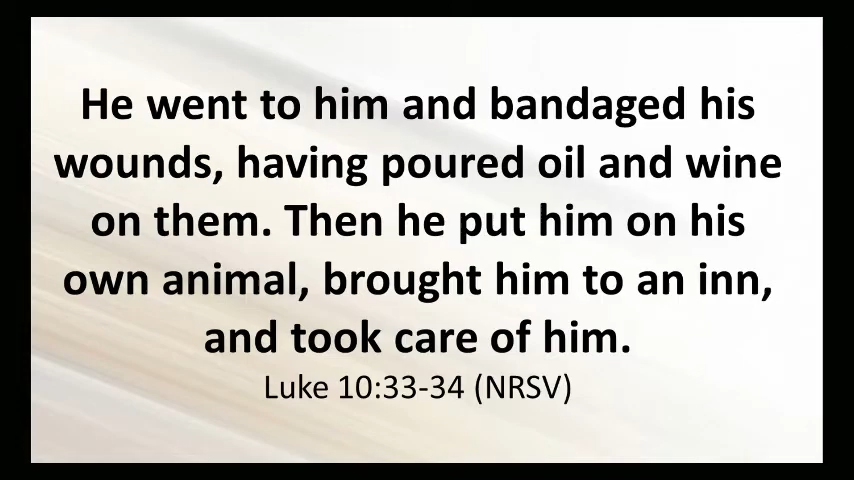 He went to him and bandaged his
wounds, having poured oil and wine
on them. Then he put him on his
own animal, brought him to an inn,
and took care of him.
Luke 10:33-34 (NRSV)